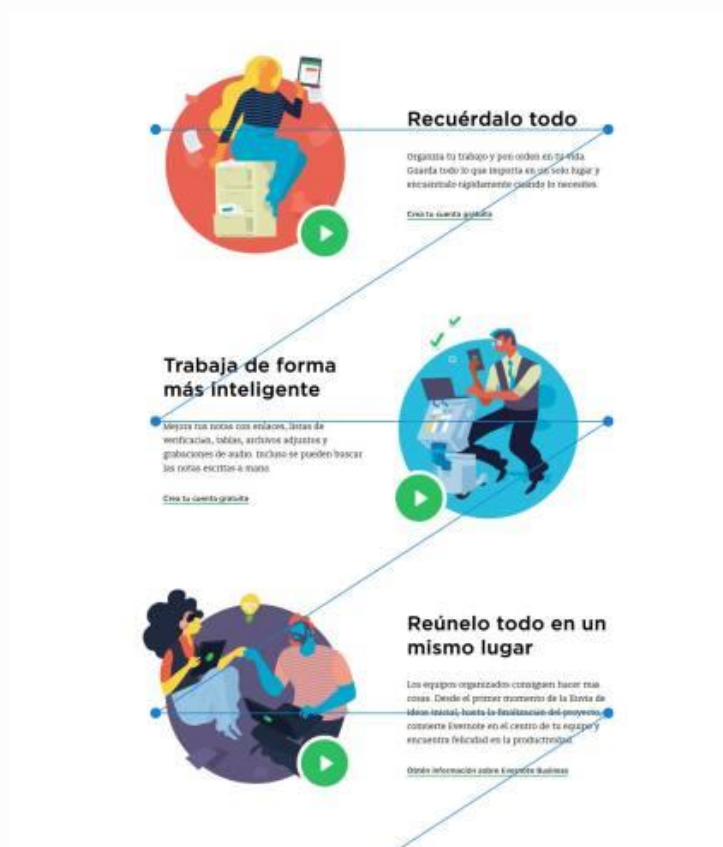 Recuérdalo todo
Organiza tu trabajo y pon orden en tu vida.
Guarda todo lo que importa en un solo lugar y
encuéntralo rápidamente cuando lo necesites.
Crea tu cuenta gratuita
Trabaja de forma
más inteligente
Mejora tus notas con enlaces, listas de
verificación, tablas, archivos adjuntos y
grabaciones de audio. Incluso se pueden buscar
las notas escritas a mano.
Crea tu cuenta gratuita
Reúnelo todo en un
mismo lugar
Los equipos organizados consiguen hacer más
cosas. Desde el primer momento de la lluvia de
ideas inicial, hasta la finalización del proyecto,
convierte Evernote en el centro de tu equipo y
encuentra felicidad en la productividad.
Obtén información sobre Evernote Business